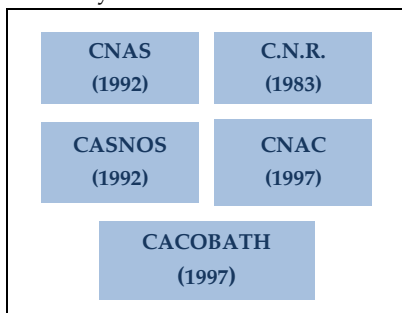 CNAS
(1992)
C.N.R.
(1983)
CASNOS
(1992)
CNAC
(1997)
CACOBATH
(1997)